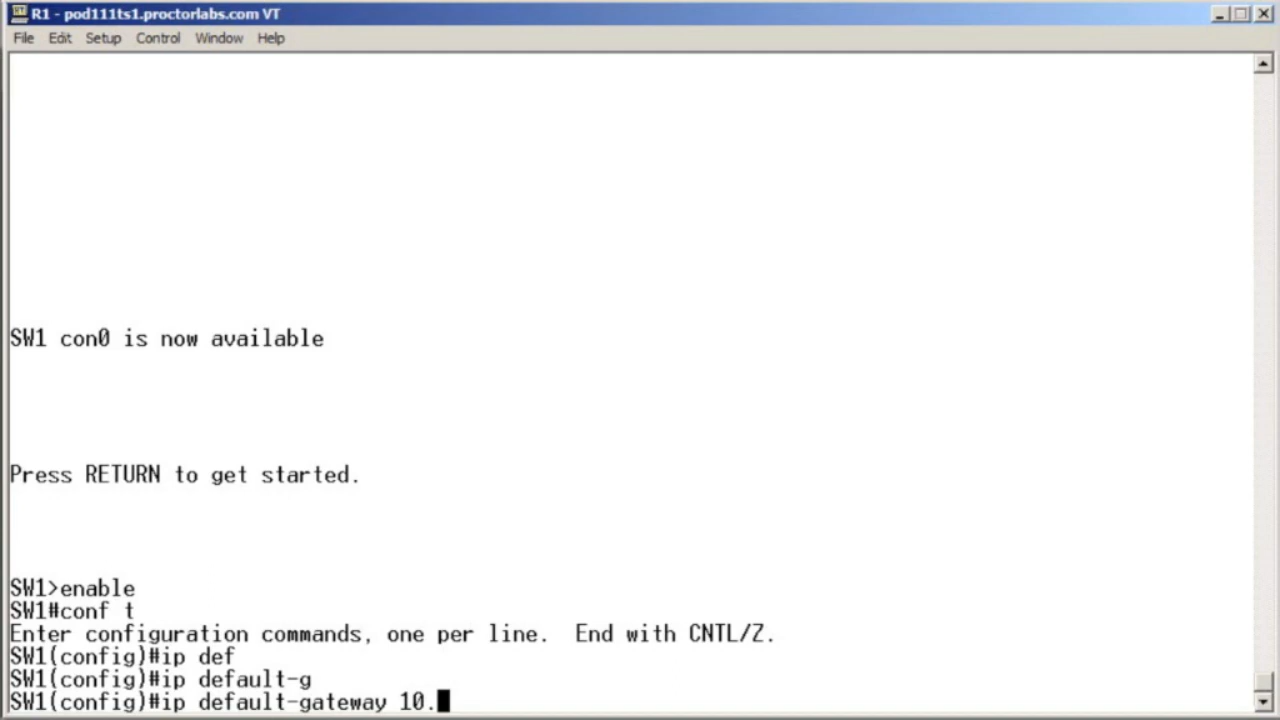 R1 - pod111ts1.proctorlabs.com VT
File Edit Setup Control Window Help
SW1 con0 is now available
Press RETURN to get started.
SW1>enable
SW1#conf t
Enter configuration commands, one per line.  End with CNTL/Z.
SW1(config)#ip def
SW1(config)#ip default-g
SW1(config)#ip default-gateway 10.